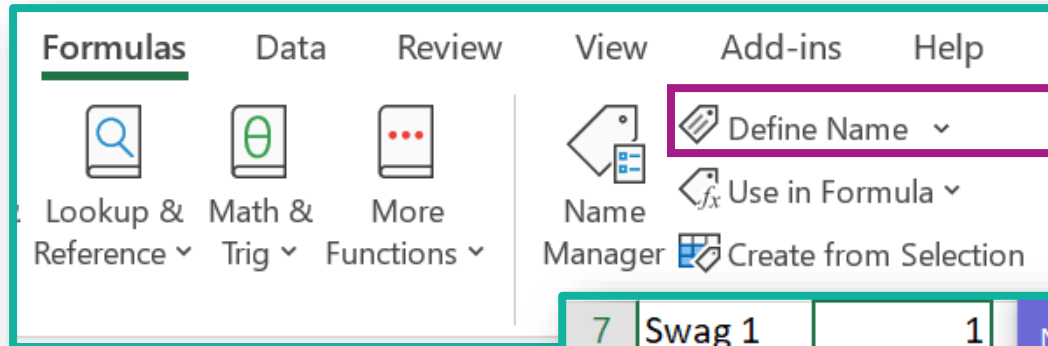 Formulas Data Review View Add-ins Help
Define Name
Use in Formula
Lookup & Reference
Math & Trig
More Functions
Name Manager
Create from Selection
7 Swag 1 1